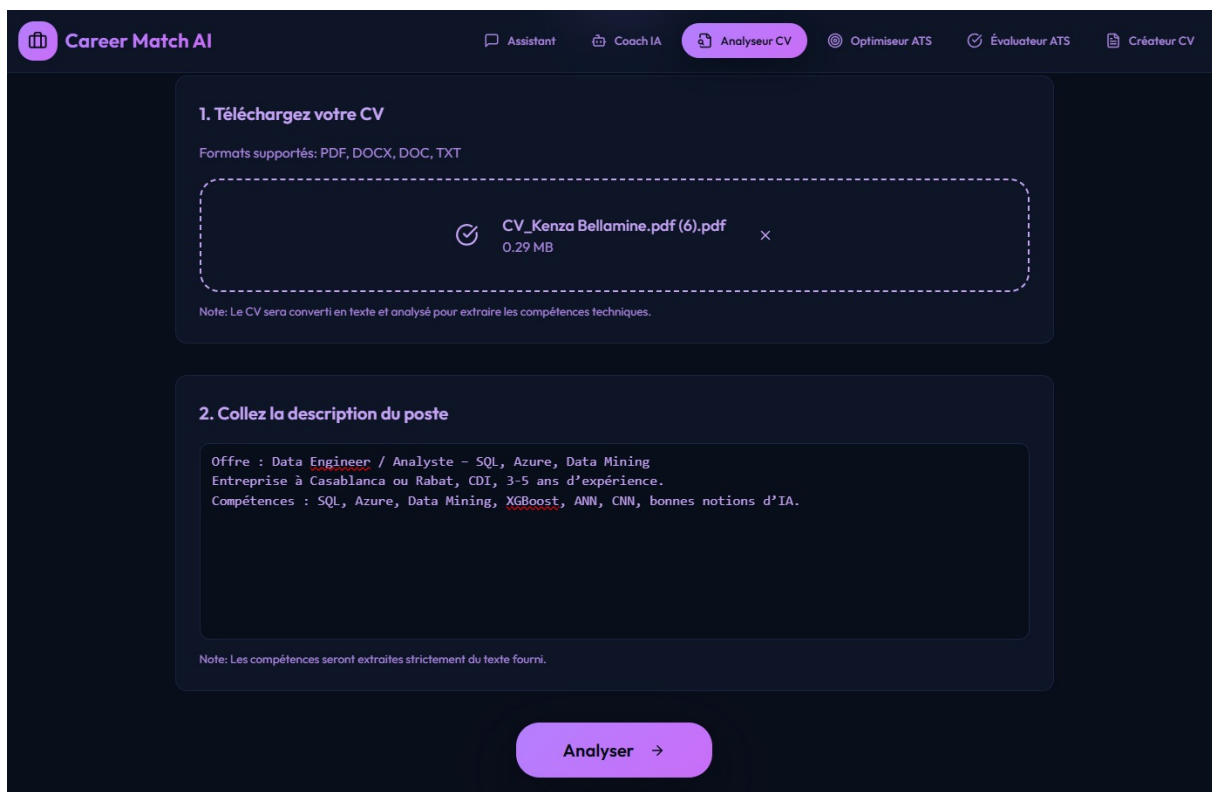 Career Match AI
Assistant
Coach IA
Analyseur CV
Optimiseur ATS
Évaluateur ATS
Créateur CV
1. Téléchargez votre CV
Formats supportés: PDF, DOCX, DOC, TXT
CV_Kenza Bellamine.pdf (6).pdf
0.29 MB
Note: Le CV sera converti en texte et analysé pour extraire les compétences techniques.
2. Collez la description du poste
Offre : Data Engineer / Analyste – SQL, Azure, Data Mining
Entreprise à Casablanca ou Rabat, CDI, 3-5 ans d’expérience.
Compétences : SQL, Azure, Data Mining, XGBoost, ANN, CNN, bonnes notions d’IA.
Note: Les compétences seront extraites strictement du texte fourni.
Analyser →